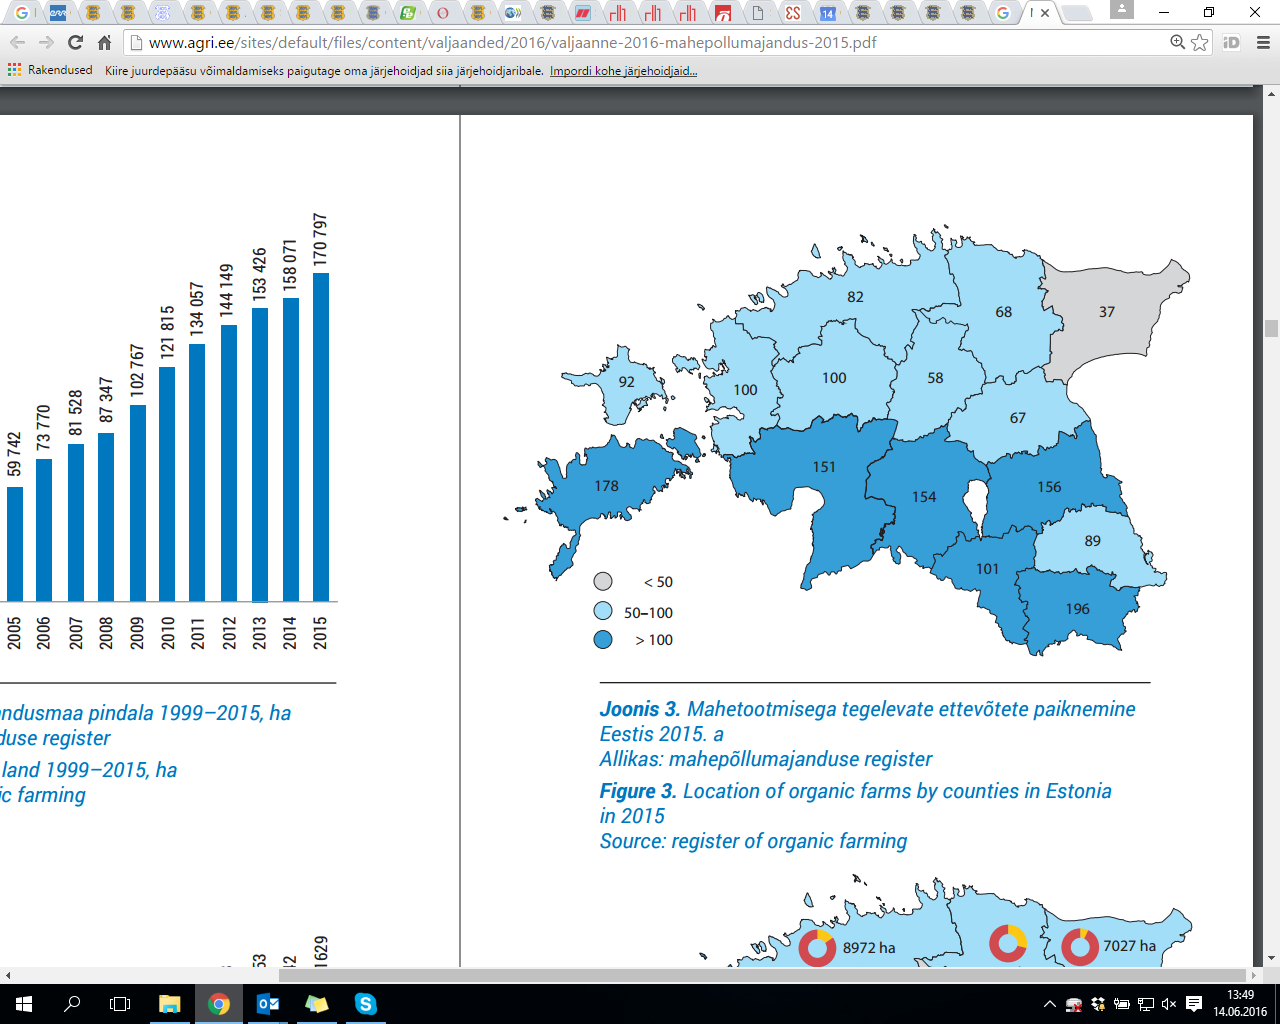 www.agri.ee/sites/default/files/content/valjaanded/2016/valjaanne-2016-mahepollumajandus-2015.pdf
Rakendused
Kiire juurdepääsu võimaldamiseks paigutage oma järjehoidjad siia järjehoidjaribale. Impordi kohe järjehoidjaid...
59 742
73 770
81 528
87 347
102 767
121 815
134 057
144 149
153 426
158 071
170 797
2005
2006
2007
2008
2009
2010
2011
2012
2013
2014
2015
andusmaa pindala 1999–2015, ha
duse register
land 1999–2015, ha
ic farming
1629
82
68
37
92
100
100
58
67
178
151
154
156
89
101
196
< 50
50–100
> 100
Joonis 3. Mahetootmisega tegelevate ettevõtete paiknemine
Eestis 2015. a
Allikas: mahepõllumajanduse register
Figure 3. Location of organic farms by counties in Estonia
in 2015
Source: register of organic farming
8972 ha
7027 ha
13:49
14.06.2016